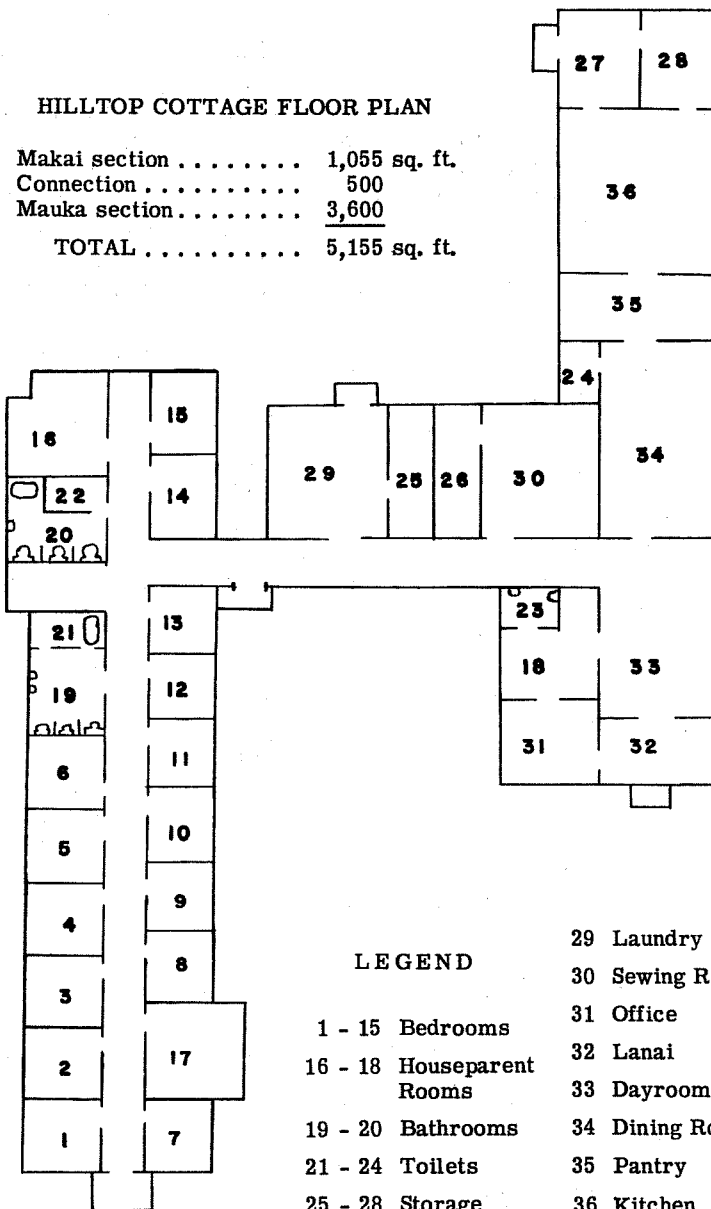 27 28
HILLTOP COTTAGE FLOOR PLAN
Makai section . . . . . . . . 1,055 sq. ft.
Connection . . . . . . . . . . 500
Mauka section . . . . . . . . 3,600
TOTAL . . . . . . . . . . 5,155 sq. ft.
36
35
24
16 15
29 25 26 30 34
22 14
20
21 13 23
19 12 18 33
6 11 31 32
5 10
4 9
3 8
2 17
1 7
LEGEND
1 - 15 Bedrooms
16 - 18 Houseparent
Rooms
19 - 20 Bathrooms
21 - 24 Toilets
25 - 28 Storage
29 Laundry
30 Sewing R
31 Office
32 Lanai
33 Dayroom
34 Dining Ro
35 Pantry
36 Kitchen